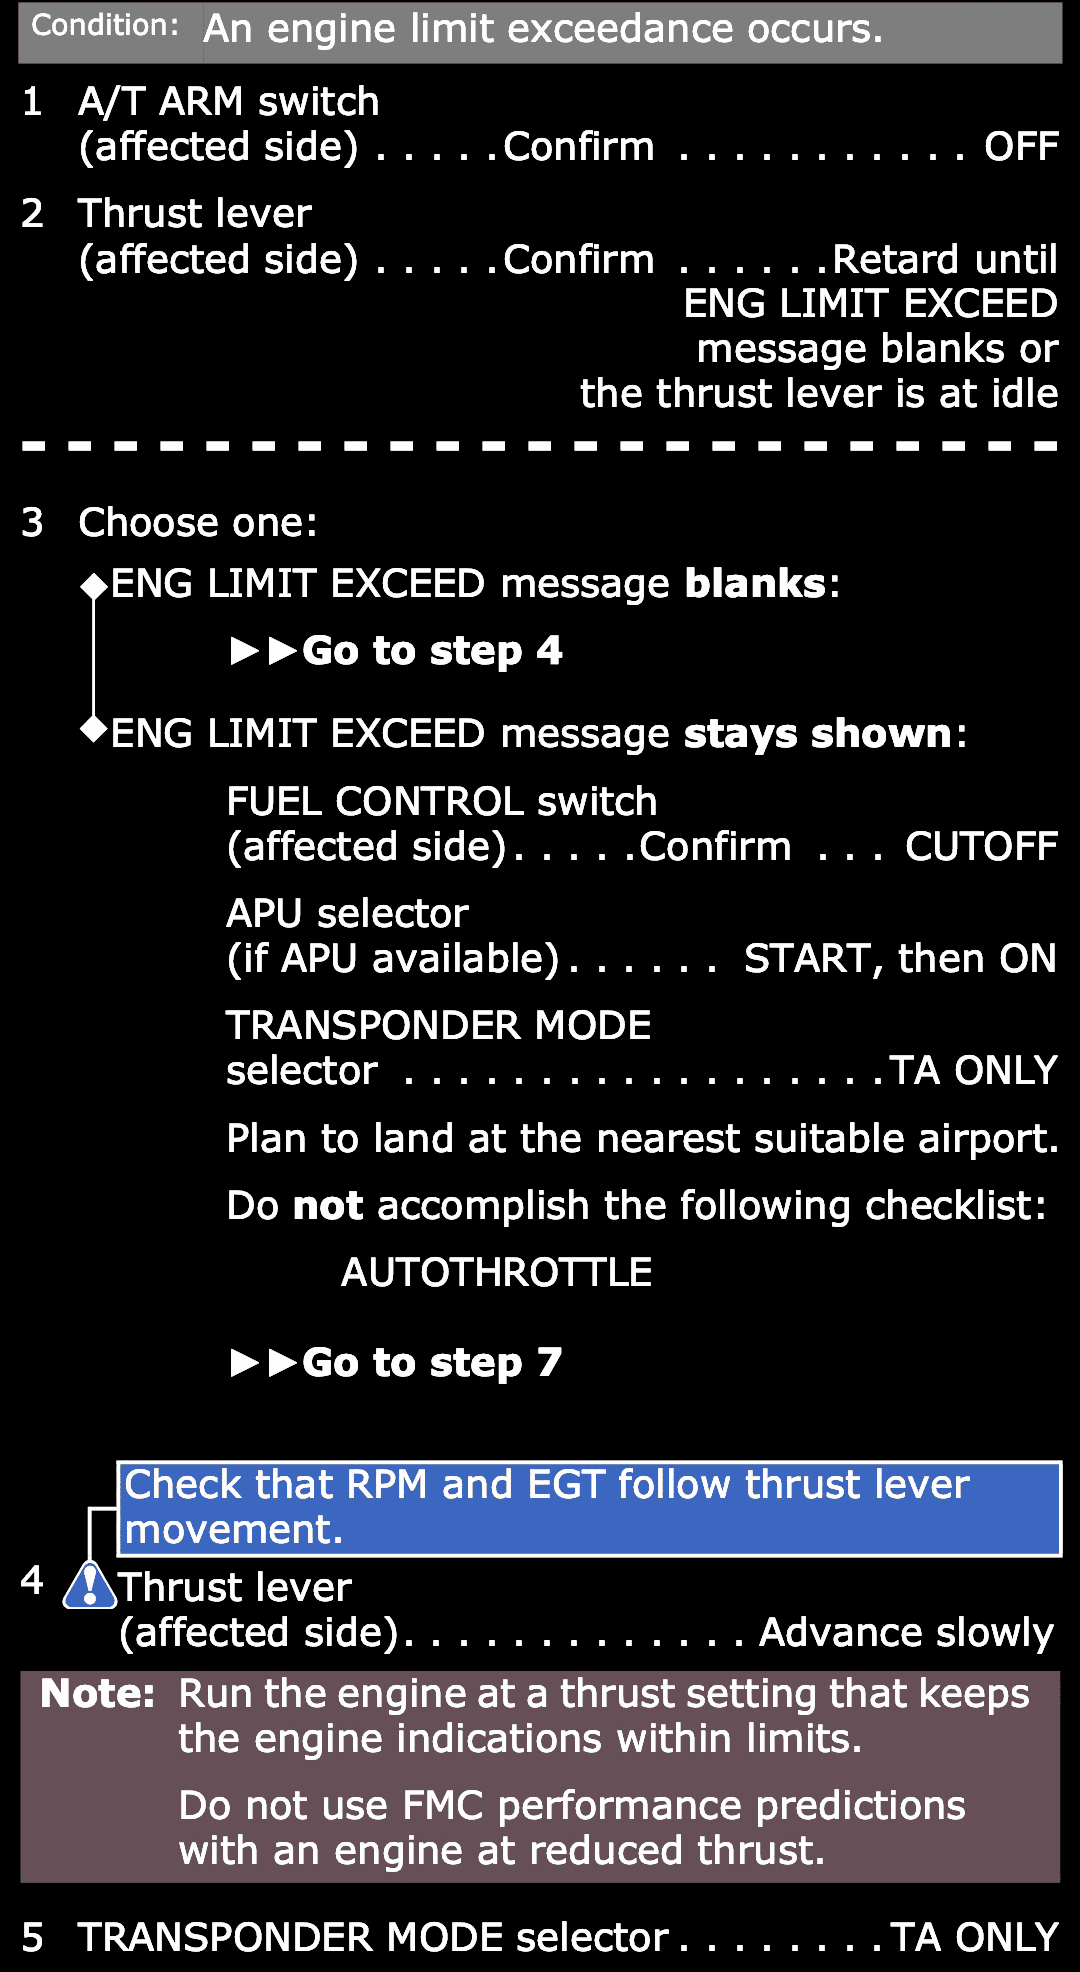 Condition: An engine limit exceedance occurs.
1 A/T ARM switch
(affected side) . . . . .Confirm . . . . . . . . . . . OFF
2 Thrust lever
(affected side) . . . . .Confirm . . . . . .Retard until
ENG LIMIT EXCEED
message blanks or
the thrust lever is at idle
3 Choose one:
◆ENG LIMIT EXCEED message blanks:
►►Go to step 4
◆ENG LIMIT EXCEED message stays shown:
FUEL CONTROL switch
(affected side). . . . .Confirm . . . CUTOFF
APU selector
(if APU available). . . . . . START, then ON
TRANSPONDER MODE
selector . . . . . . . . . . . . . . . . . .TA ONLY
Plan to land at the nearest suitable airport.
Do not accomplish the following checklist:
AUTOTHROTTLE
►►Go to step 7
Check that RPM and EGT follow thrust lever
movement.
4 ! Thrust lever
(affected side). . . . . . . . . . . . . Advance slowly
Note: Run the engine at a thrust setting that keeps
the engine indications within limits.
Do not use FMC performance predictions
with an engine at reduced thrust.
5 TRANSPONDER MODE selector . . . . . . . .TA ONLY